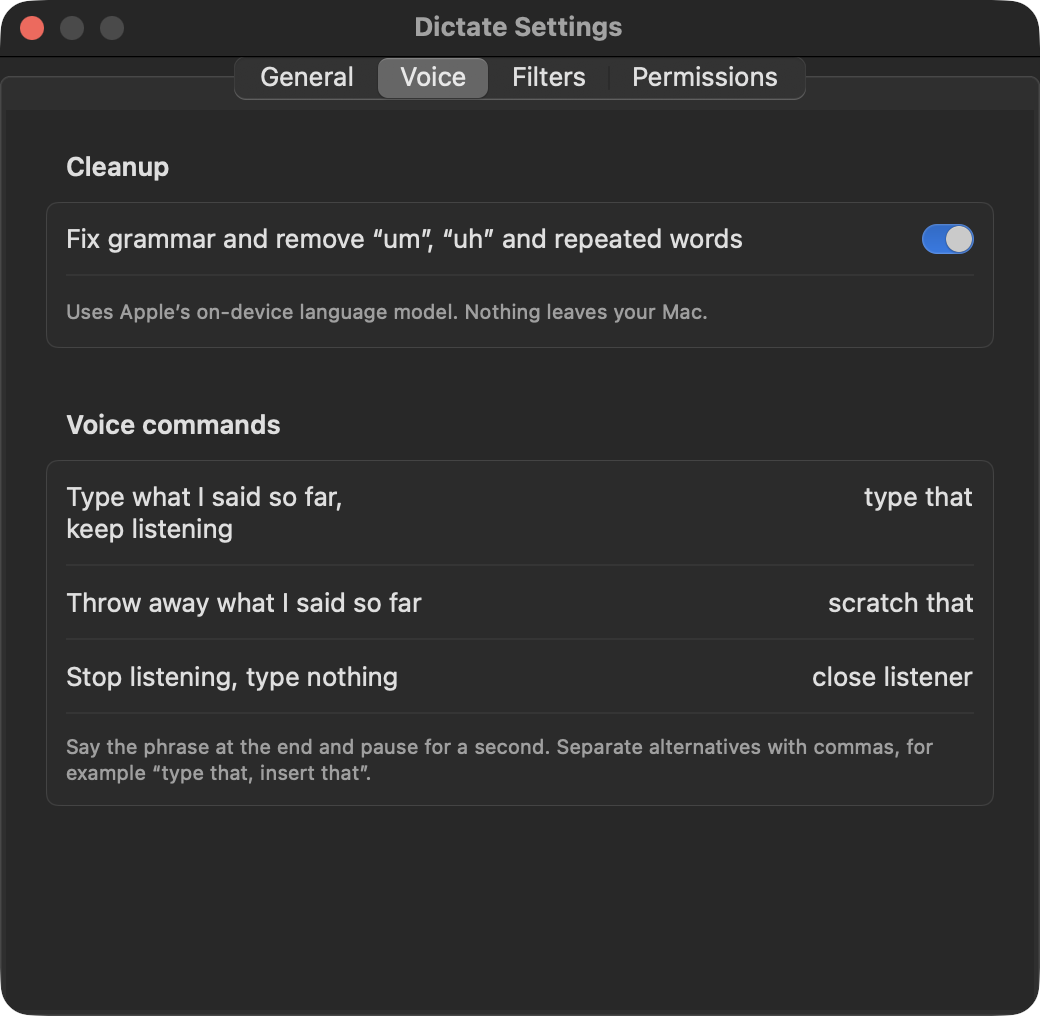 Dictate Settings
General Voice Filters Permissions
Cleanup
Fix grammar and remove “um”, “uh” and repeated words
Uses Apple’s on-device language model. Nothing leaves your Mac.
Voice commands
Type what I said so far, type that
keep listening
Throw away what I said so far scratch that
Stop listening, type nothing close listener
Say the phrase at the end and pause for a second. Separate alternatives with commas, for
example “type that, insert that”.